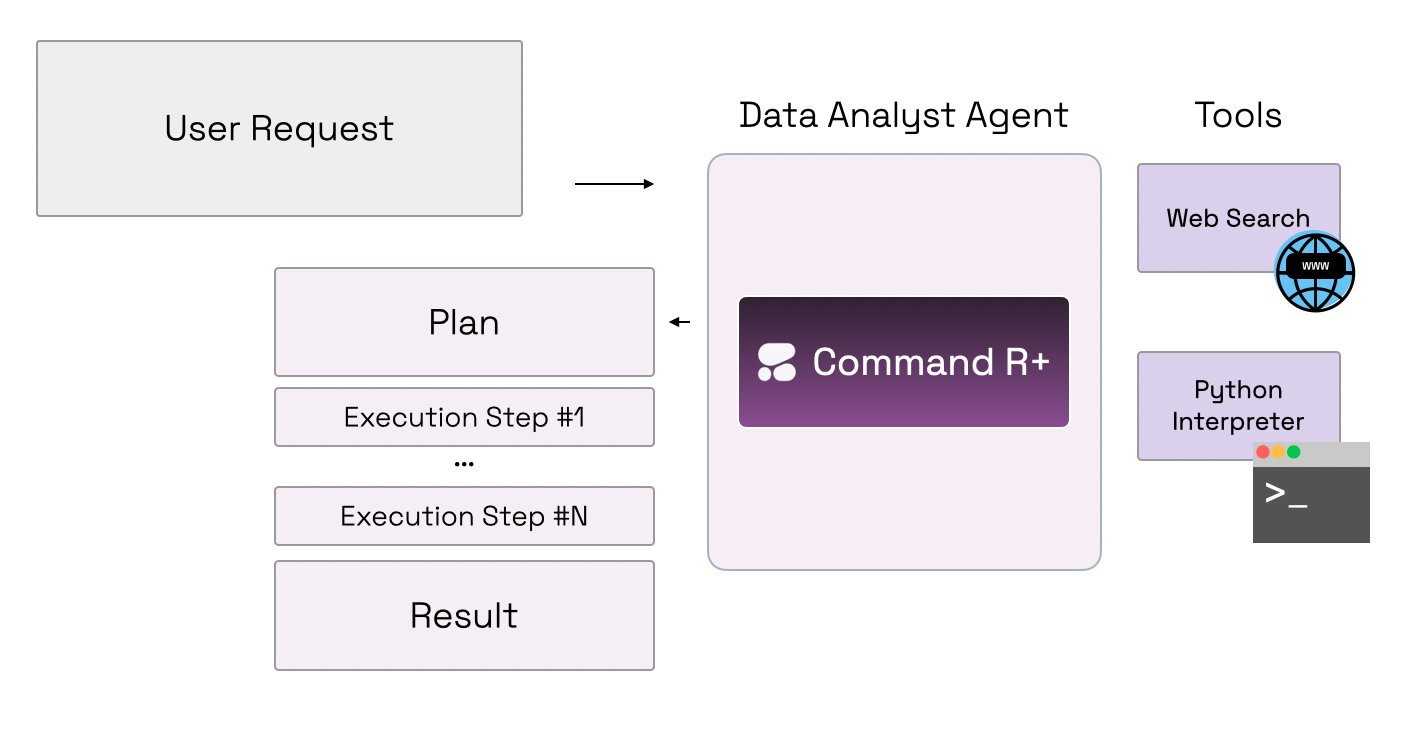 User Request
Data Analyst Agent
Tools
Web Search
www
Plan
Command R+
Python
Interpreter
Execution Step #1
...
>_
Execution Step #N
Result